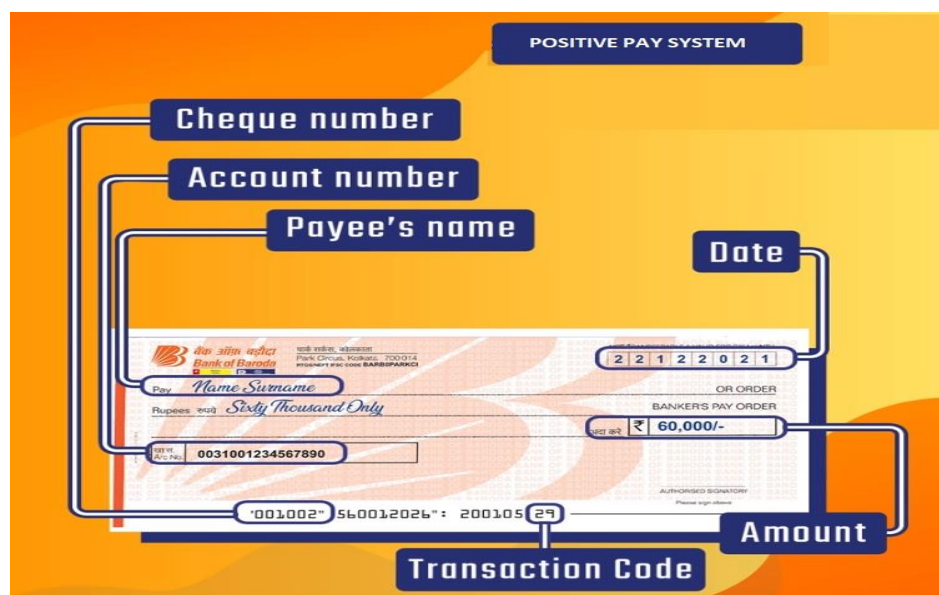 POSITIVE PAY SYSTEM
Cheque number
Account number
Payee's name
Date
बैंक ऑफ़ बड़ौदा
Bank of Baroda
पार्क सर्कस, कोलकाता
Park Circus, Kolkata, 700014
RTGS/NEFT IFSC CODE BARB0PARKCI
2 2 1 2 2 0 2 1
Pay Name Surname OR ORDER
Rupees रुपये Sixty Thousand Only BANKER'S PAY ORDER
अदा करे ₹ 60,000/-
खा सं.
A/c No. 0031001234567890
AUTHORISED SIGNATORY
Please sign above
"001002" 560012026": 200105 29
Amount
Transaction Code